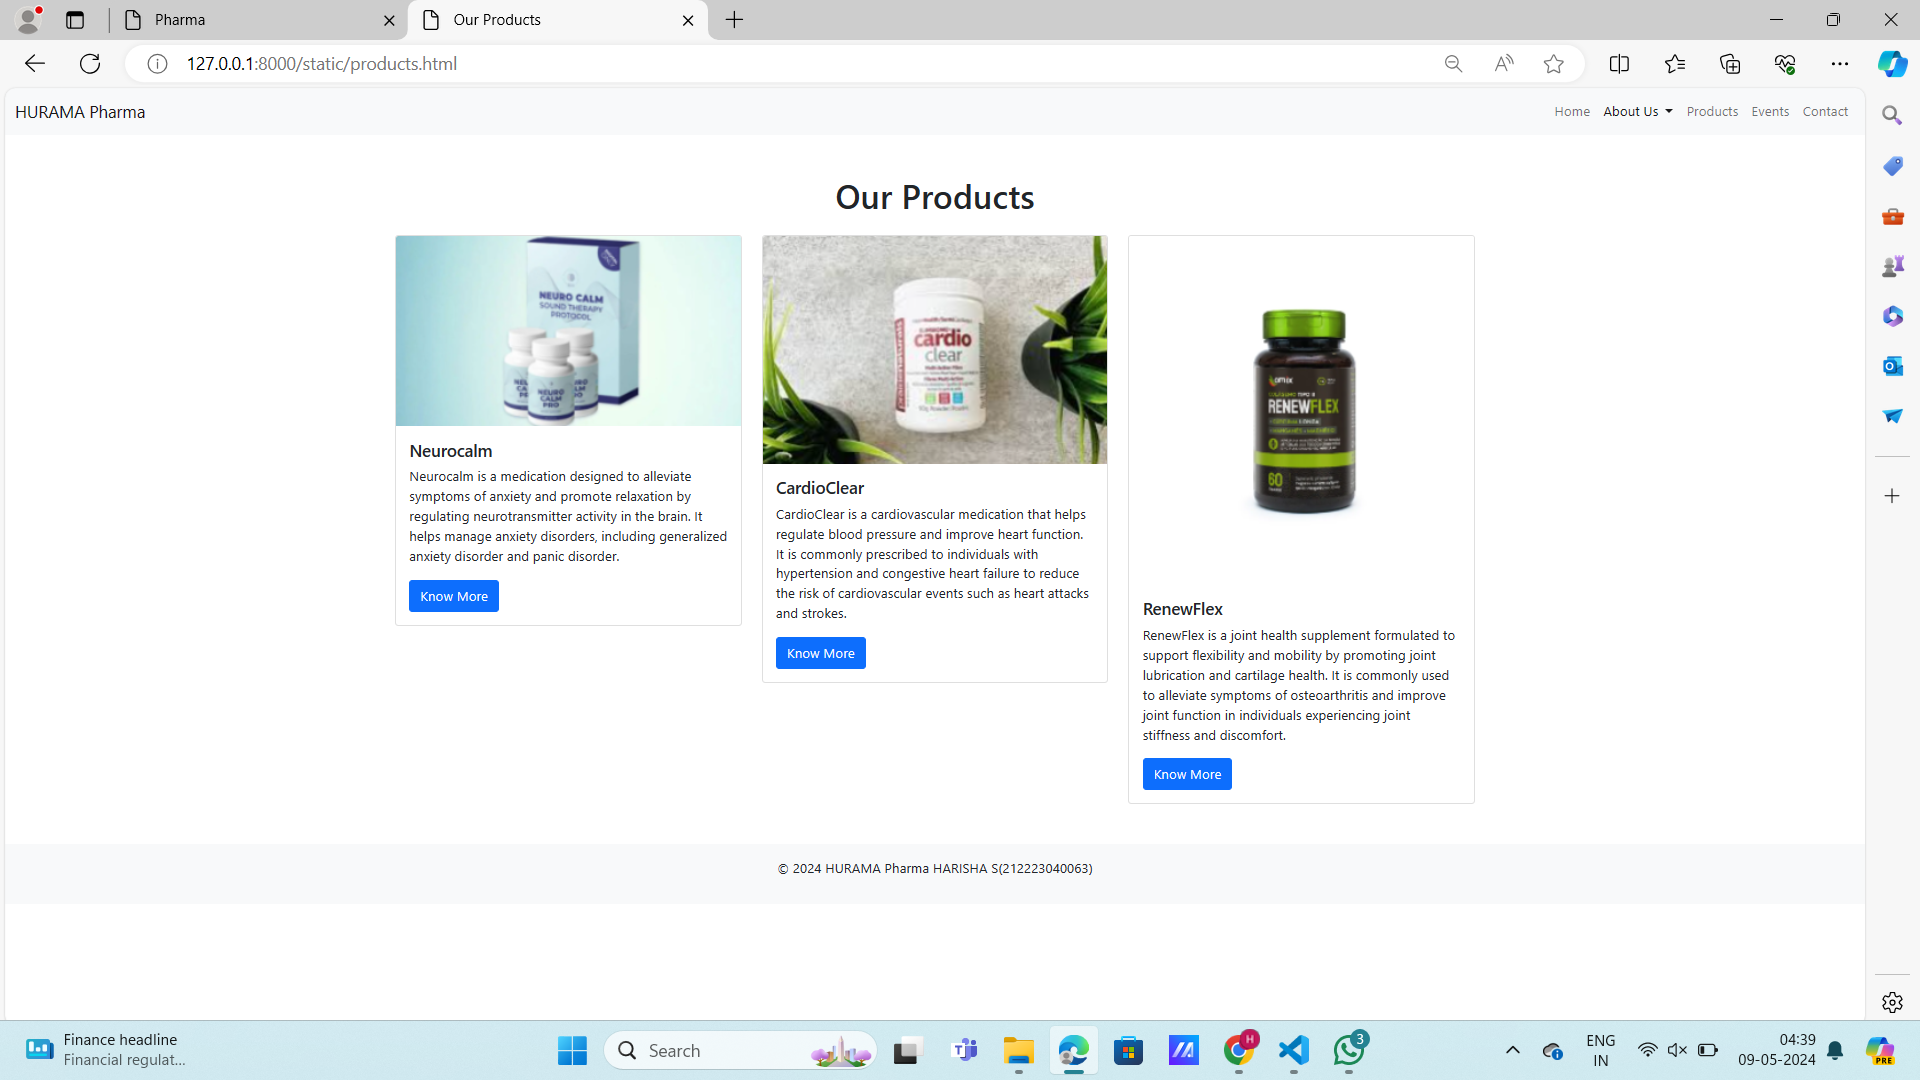 Pharma
Our Products
127.0.0.1:8000/static/products.html
HURAMA Pharma
Home
About Us
Products
Events
Contact
Our Products
NEURO CALM
SOUND THERAPY
PROTOCOL
NEURO
CALM
PRO
cardio
clear
RENEWFLEX
60
Neurocalm
Neurocalm is a medication designed to alleviate
symptoms of anxiety and promote relaxation by
regulating neurotransmitter activity in the brain. It
helps manage anxiety disorders, including generalized
anxiety disorder and panic disorder.
Know More
CardioClear
CardioClear is a cardiovascular medication that helps
regulate blood pressure and improve heart function.
It is commonly prescribed to individuals with
hypertension and congestive heart failure to reduce
the risk of cardiovascular events such as heart attacks
and strokes.
Know More
RenewFlex
RenewFlex is a joint health supplement formulated to
support flexibility and mobility by promoting joint
lubrication and cartilage health. It is commonly used
to alleviate symptoms of osteoarthritis and improve
joint function in individuals experiencing joint
stiffness and discomfort.
Know More
© 2024 HURAMA Pharma HARISHA S(212223040063)
Finance headline
Financial regulat...
Search
H
3
ENG
IN
04:39
09-05-2024
PRE